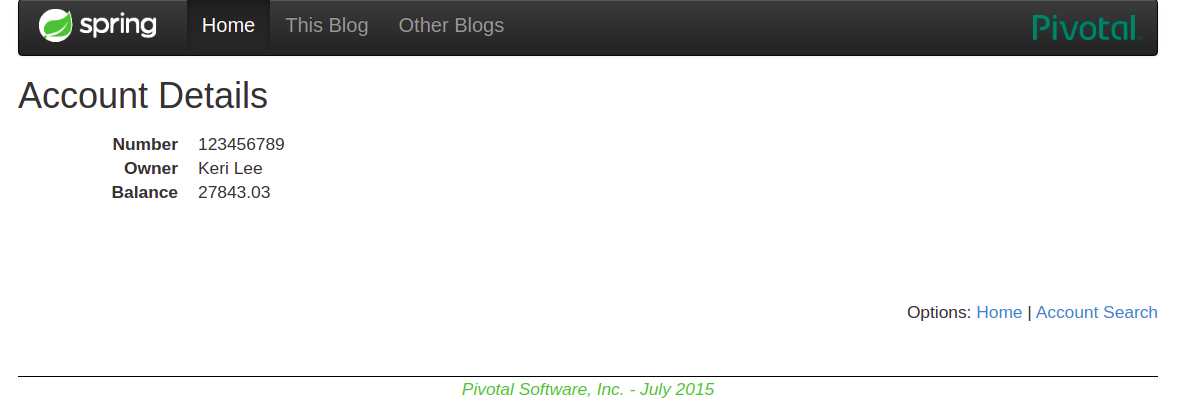 spring Home This Blog Other Blogs Pivotal
Account Details
Number 123456789
Owner Keri Lee
Balance 27843.03
Options: Home | Account Search
Pivotal Software, Inc. - July 2015